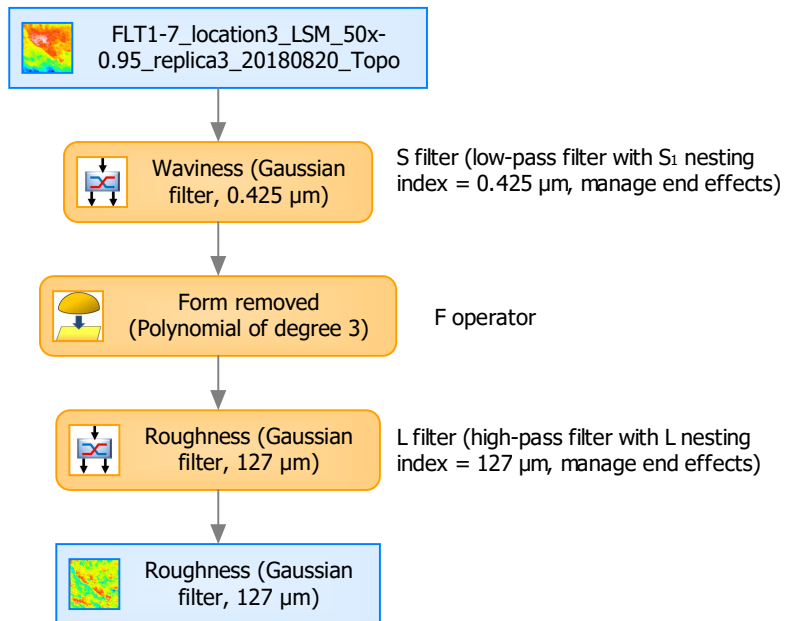 FLT1-7_location3_LSM_50x-
0.95_replica3_20180820_Topo
Waviness (Gaussian
filter, 0.425 µm)
S filter (low-pass filter with S₁ nesting
index = 0.425 µm, manage end effects)
Form removed
(Polynomial of degree 3)
F operator
Roughness (Gaussian
filter, 127 µm)
L filter (high-pass filter with L nesting
index = 127 µm, manage end effects)
Roughness (Gaussian
filter, 127 µm)